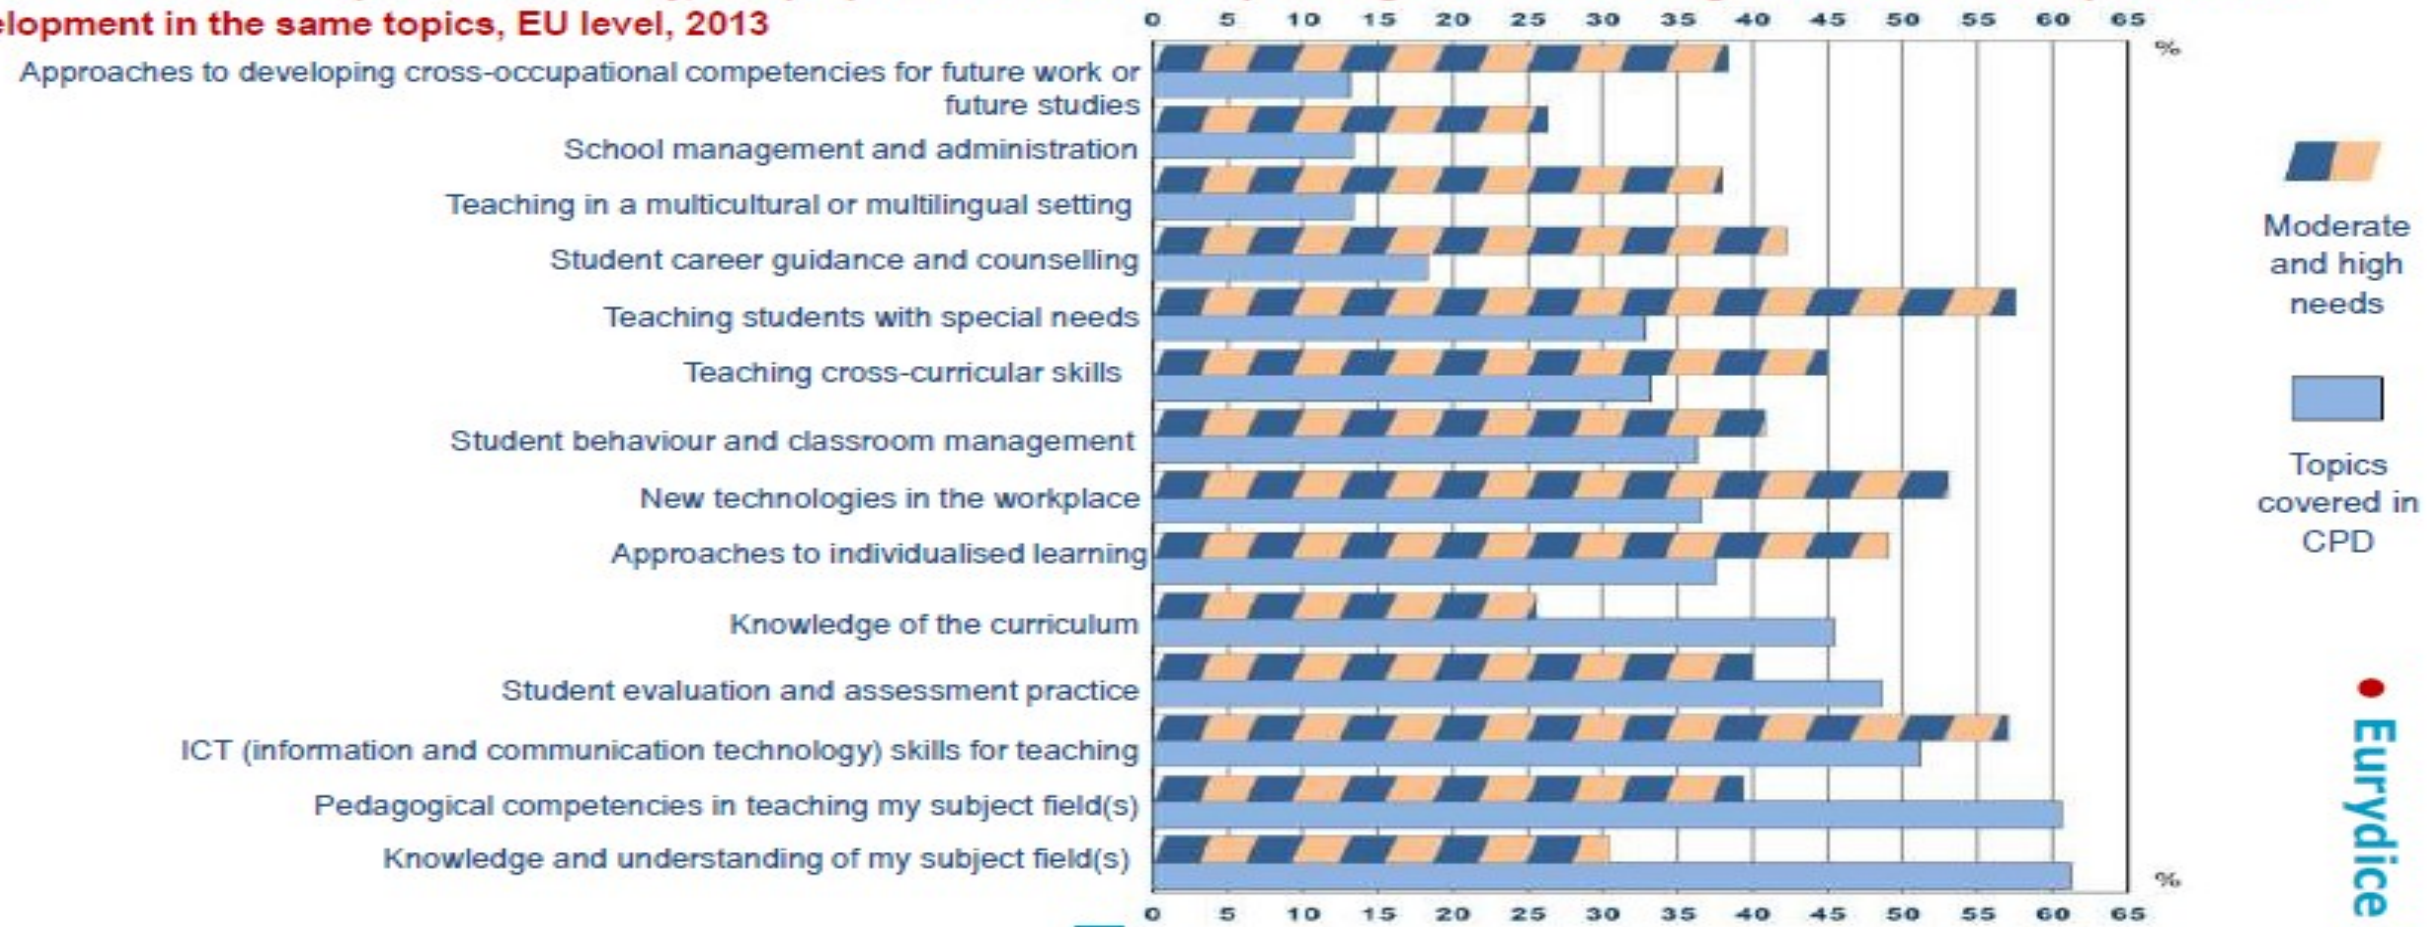 elopment in the same topics, EU level, 2013
0 5 10 15 20 25 30 35 40 45 50 55 60 65
%
Approaches to developing cross-occupational competencies for future work or
future studies
School management and administration
Teaching in a multicultural or multilingual setting
Student career guidance and counselling
Teaching students with special needs
Teaching cross-curricular skills
Student behaviour and classroom management
New technologies in the workplace
Approaches to individualised learning
Knowledge of the curriculum
Student evaluation and assessment practice
ICT (information and communication technology) skills for teaching
Pedagogical competencies in teaching my subject field(s)
Knowledge and understanding of my subject field(s)
%
0 5 10 15 20 25 30 35 40 45 50 55 60 65
Moderate
and high
needs
Topics
covered in
CPD
Eurydice